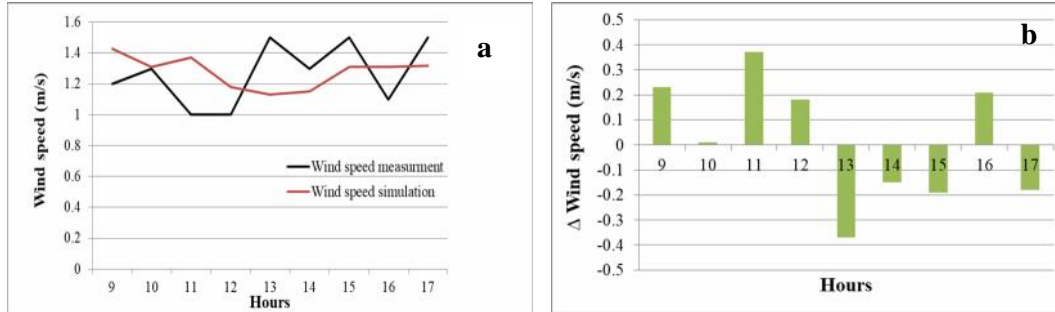 a
Wind speed (m/s)
1.6
1.4
1.2
1
0.8
0.6
0.4
0.2
0
Wind speed measurment
Wind speed simulation
9 10 11 12 13 14 15 16 17
Hours
b
Δ Wind speed (m/s)
0.5
0.4
0.3
0.2
0.1
0
-0.1
-0.2
-0.3
-0.4
-0.5
9 10 11 12 13 14 15 16 17
Hours